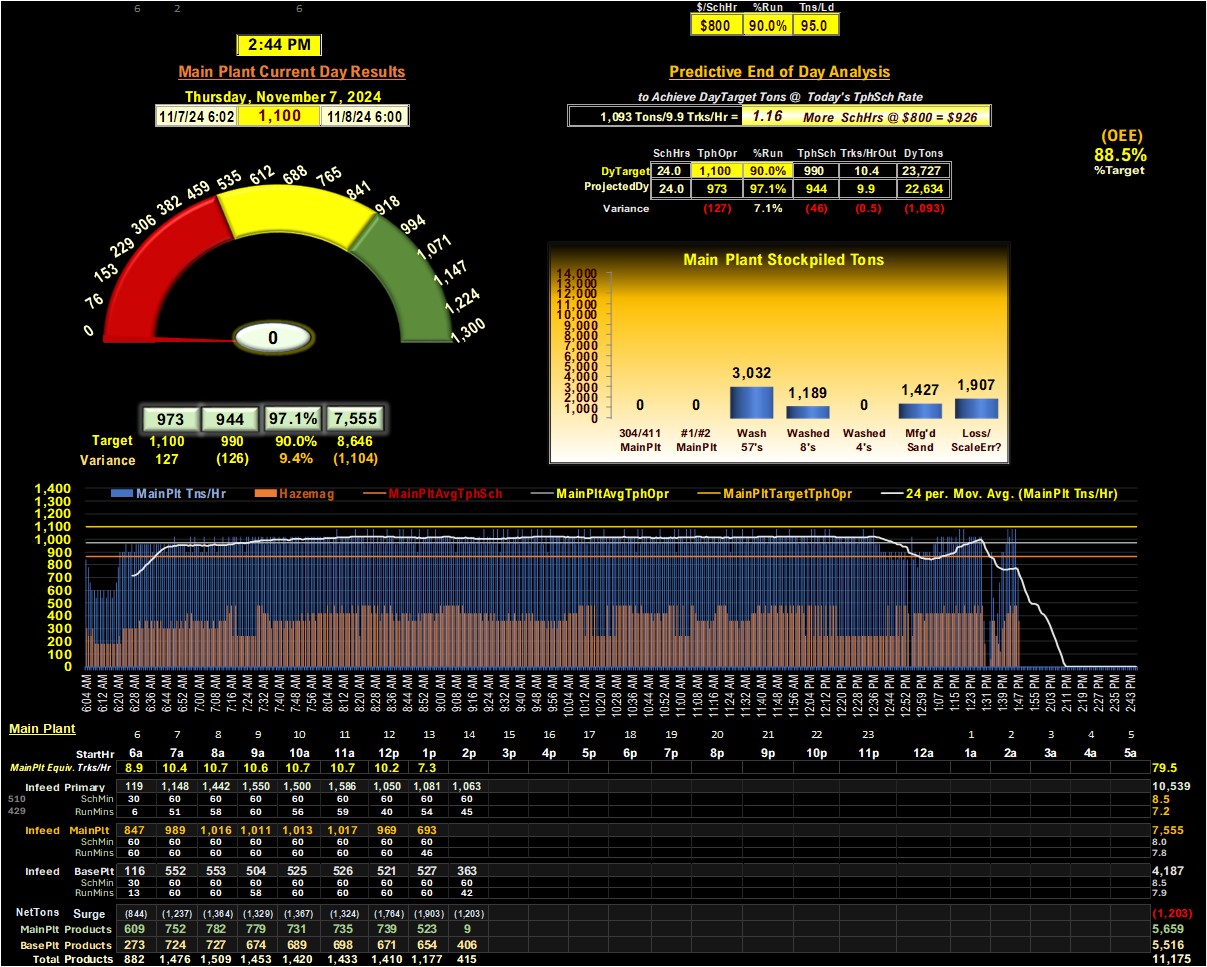 6 2 6
$/SchHr %Run Tns/Ld
$800 90.0% 95.0
2:44 PM
Main Plant Current Day Results
Predictive End of Day Analysis
Thursday, November 7, 2024
to Achieve DayTarget Tons @ Today's TphSch Rate
11/7/24 6:02 1,100 11/8/24 6:00
1,093 Tons/9.9 Trks/Hr = 1.16 More SchHrs @ $800 = $926
(OEE)
88.5%
%Target
SchHrs TphOpr %Run TphSch Trks/HrOut DyTons
DyTarget 24.0 1,100 90.0% 990 10.4 23,727
ProjectedDy 24.0 973 97.1% 944 9.9 22,634
Variance (127) 7.1% (46) (0.5) (1,093)
0 76 153 229 306 382 459 535 612 688 765 841 918 994 1,071 1,147 1,224 1,300
0
Main Plant Stockpiled Tons
14,000
13,000
12,000
11,000
10,000
9,000
8,000
7,000
6,000
5,000
4,000
3,000
2,000
1,000
0
0 0 3,032 1,189 0 1,427 1,907
304/411 #1/#2 Wash Washed Washed Mfg'd Loss/
MainPlt MainPlt 57's 8's 4's Sand ScaleErr?
973 944 97.1% 7,555
Target 1,100 990 90.0% 8,646
Variance 127 (126) 9.4% (1,104)
MainPlt Tns/Hr Hazemag MainPltAvgTphSch MainPltAvgTphOpr MainPltTargetTphOpr 24 per. Mov. Avg. (MainPlt Tns/Hr)
1,400
1,300
1,200
1,100
1,000
900
800
700
600
500
400
300
200
100
0
6:04 AM 6:12 AM 6:20 AM 6:28 AM 6:36 AM 6:44 AM 7:00 AM 7:08 AM 7:16 AM 7:24 AM 7:32 AM 7:40 AM 7:48 AM 7:56 AM 8:04 AM 8:12 AM 8:20 AM 8:28 AM 8:36 AM 8:44 AM 8:52 AM 9:00 AM 9:08 AM 9:16 AM 9:24 AM 9:32 AM 9:40 AM 9:48 AM 9:56 AM 10:04 AM 10:12 AM 10:20 AM 10:28 AM 10:36 AM 10:44 AM 10:52 AM 11:00 AM 11:08 AM 11:16 AM 11:24 AM 11:32 AM 11:40 AM 11:48 AM 11:56 AM 12:04 PM 12:12 PM 12:20 PM 12:28 PM 12:36 PM 12:44 PM 12:52 PM 12:59 PM 1:07 PM 1:15 PM 1:23 PM 1:31 PM 1:39 PM 1:47 PM 1:55 PM 2:03 PM 2:11 PM 2:19 PM 2:27 PM 2:35 PM 2:43 PM
Main Plant 6 7 8 9 10 11 12 13 14 15 16 17 18 19 20 21 22 23 1 2 4 5
StartHr 6a 7a 8a 9a 10a 11a 12p 1p 2p 3p 4p 5p 6p 7p 8p 9p 10p 11p 12a 1a 2a 3a 4a 5a
MainPlt Equiv. Trks/Hr 8.9 10.4 10.7 10.6 10.7 10.7 10.2 7.3 79.5
Infeed Primary 119 1,148 1,442 1,550 1,500 1,586 1,050 1,081 1,063 10,539
510 SchMin 30 60 60 60 60 60 60 60 60 8.5
429 RunMins 6 51 58 60 56 59 40 54 45 7.2
Infeed MainPlt 847 989 1,016 1,011 1,013 1,017 969 693 7,555
SchMin 60 60 60 60 60 60 60 60 8.0
RunMins 60 60 60 60 60 60 60 46 7.8
Infeed BasePlt 116 552 553 504 525 526 521 527 363 4,187
SchMin 30 60 60 60 60 60 60 60 60 8.5
RunMins 13 60 60 58 60 60 60 60 42 7.9
NetTons Surge (844) (1,237) (1,364) (1,329) (1,367) (1,324) (1,764) (1,903) (1,203) (1,203)
MainPlt Products 609 752 782 779 731 735 739 523 9 5,659
BasePlt Products 273 724 727 674 689 698 671 654 406 5,516
Total Products 882 1,476 1,509 1,453 1,420 1,433 1,410 1,177 415 11,175